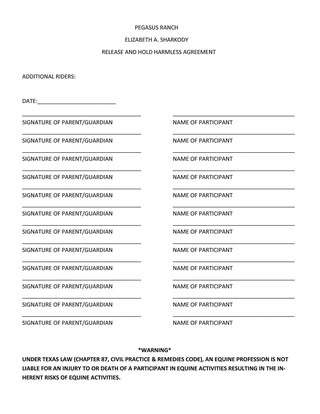 PEGASUS RANCH
ELIZABETH A. SHARKODY
RELEASE AND HOLD HARMLESS AGREEMENT
ADDITIONAL RIDERS:
DATE:
SIGNATURE OF PARENT/GUARDIAN NAME OF PARTICIPANT
SIGNATURE OF PARENT/GUARDIAN NAME OF PARTICIPANT
SIGNATURE OF PARENT/GUARDIAN NAME OF PARTICIPANT
SIGNATURE OF PARENT/GUARDIAN NAME OF PARTICIPANT
SIGNATURE OF PARENT/GUARDIAN NAME OF PARTICIPANT
SIGNATURE OF PARENT/GUARDIAN NAME OF PARTICIPANT
SIGNATURE OF PARENT/GUARDIAN NAME OF PARTICIPANT
SIGNATURE OF PARENT/GUARDIAN NAME OF PARTICIPANT
SIGNATURE OF PARENT/GUARDIAN NAME OF PARTICIPANT
SIGNATURE OF PARENT/GUARDIAN NAME OF PARTICIPANT
SIGNATURE OF PARENT/GUARDIAN NAME OF PARTICIPANT
SIGNATURE OF PARENT/GUARDIAN NAME OF PARTICIPANT
*WARNING*
UNDER TEXAS LAW (CHAPTER 87, CIVIL PRACTICE & REMEDIES CODE), AN EQUINE PROFESSION IS NOT
LIABLE FOR AN INJURY TO OR DEATH OF A PARTICIPANT IN EQUINE ACTIVITIES RESULTING IN THE IN-
HERENT RISKS OF EQUINE ACTIVITIES.